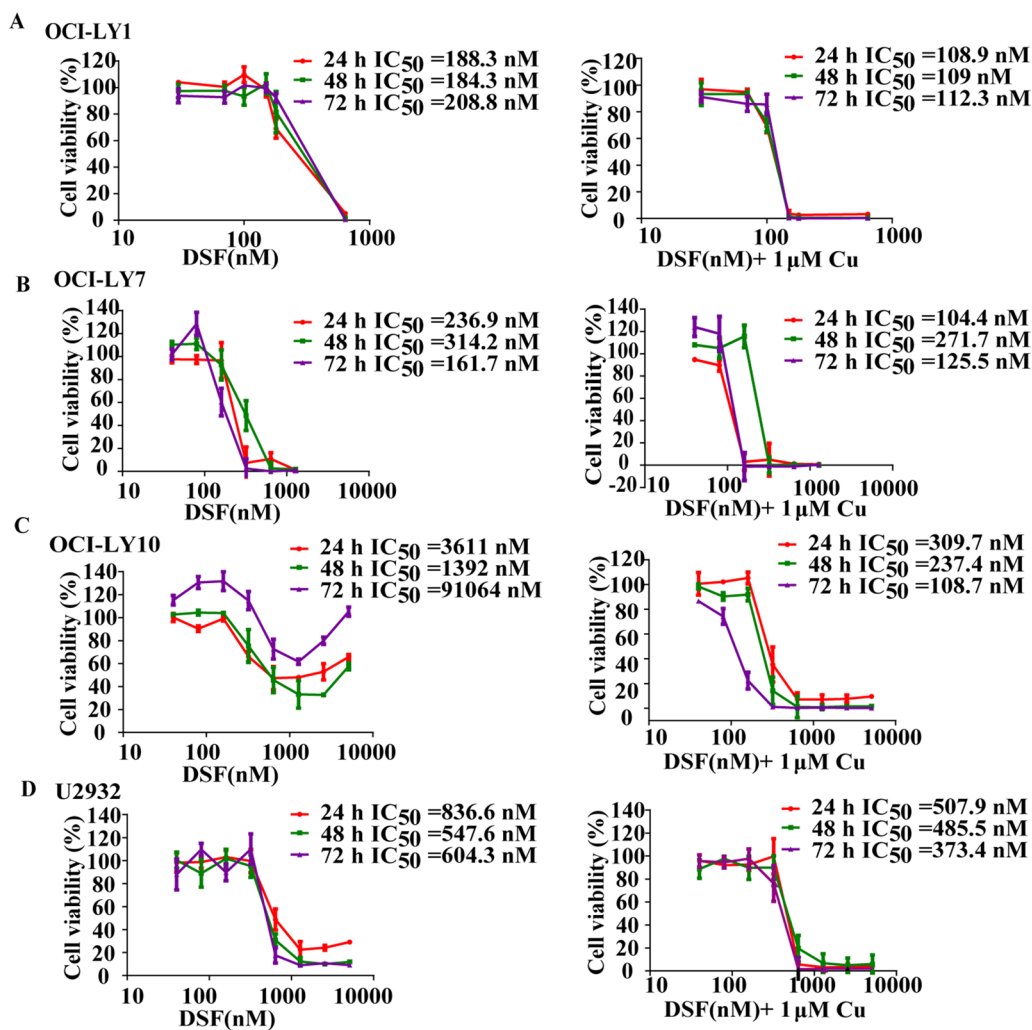 A
OCI-LY1
120
100
80
60
40
20
0
Cell viability (%)
24 h IC50 =188.3 nM
48 h IC50 =184.3 nM
72 h IC50 =208.8 nM
10 100 1000
DSF(nM)
120
100
80
60
40
20
0
Cell viability (%)
24 h IC50 =108.9 nM
48 h IC50 =109 nM
72 h IC50 =112.3 nM
10 100 1000
DSF(nM)+ 1μM Cu
B
OCI-LY7
140
120
100
80
60
40
20
0
Cell viability (%)
24 h IC50 =236.9 nM
48 h IC50 =314.2 nM
72 h IC50 =161.7 nM
10 100 1000 10000
DSF(nM)
140
120
100
80
60
40
20
0
-20
Cell viability (%)
24 h IC50 =104.4 nM
48 h IC50 =271.7 nM
72 h IC50 =125.5 nM
10 100 1000 10000
DSF(nM)+ 1μM Cu
C
OCI-LY10
140
120
100
80
60
40
20
0
Cell viability (%)
24 h IC50 =3611 nM
48 h IC50 =1392 nM
72 h IC50 =91064 nM
10 100 1000 10000
DSF(nM)
120
100
80
60
40
20
0
Cell viability (%)
24 h IC50 =309.7 nM
48 h IC50 =237.4 nM
72 h IC50 =108.7 nM
10 100 1000 10000
DSF(nM)+ 1μM Cu
D
U2932
140
120
100
80
60
40
20
0
Cell viability (%)
24 h IC50 =836.6 nM
48 h IC50 =547.6 nM
72 h IC50 =604.3 nM
10 100 1000 10000
DSF(nM)
140
120
100
80
60
40
20
0
Cell viability (%)
24 h IC50 =507.9 nM
48 h IC50 =485.5 nM
72 h IC50 =373.4 nM
10 100 1000 10000
DSF(nM)+ 1μM Cu